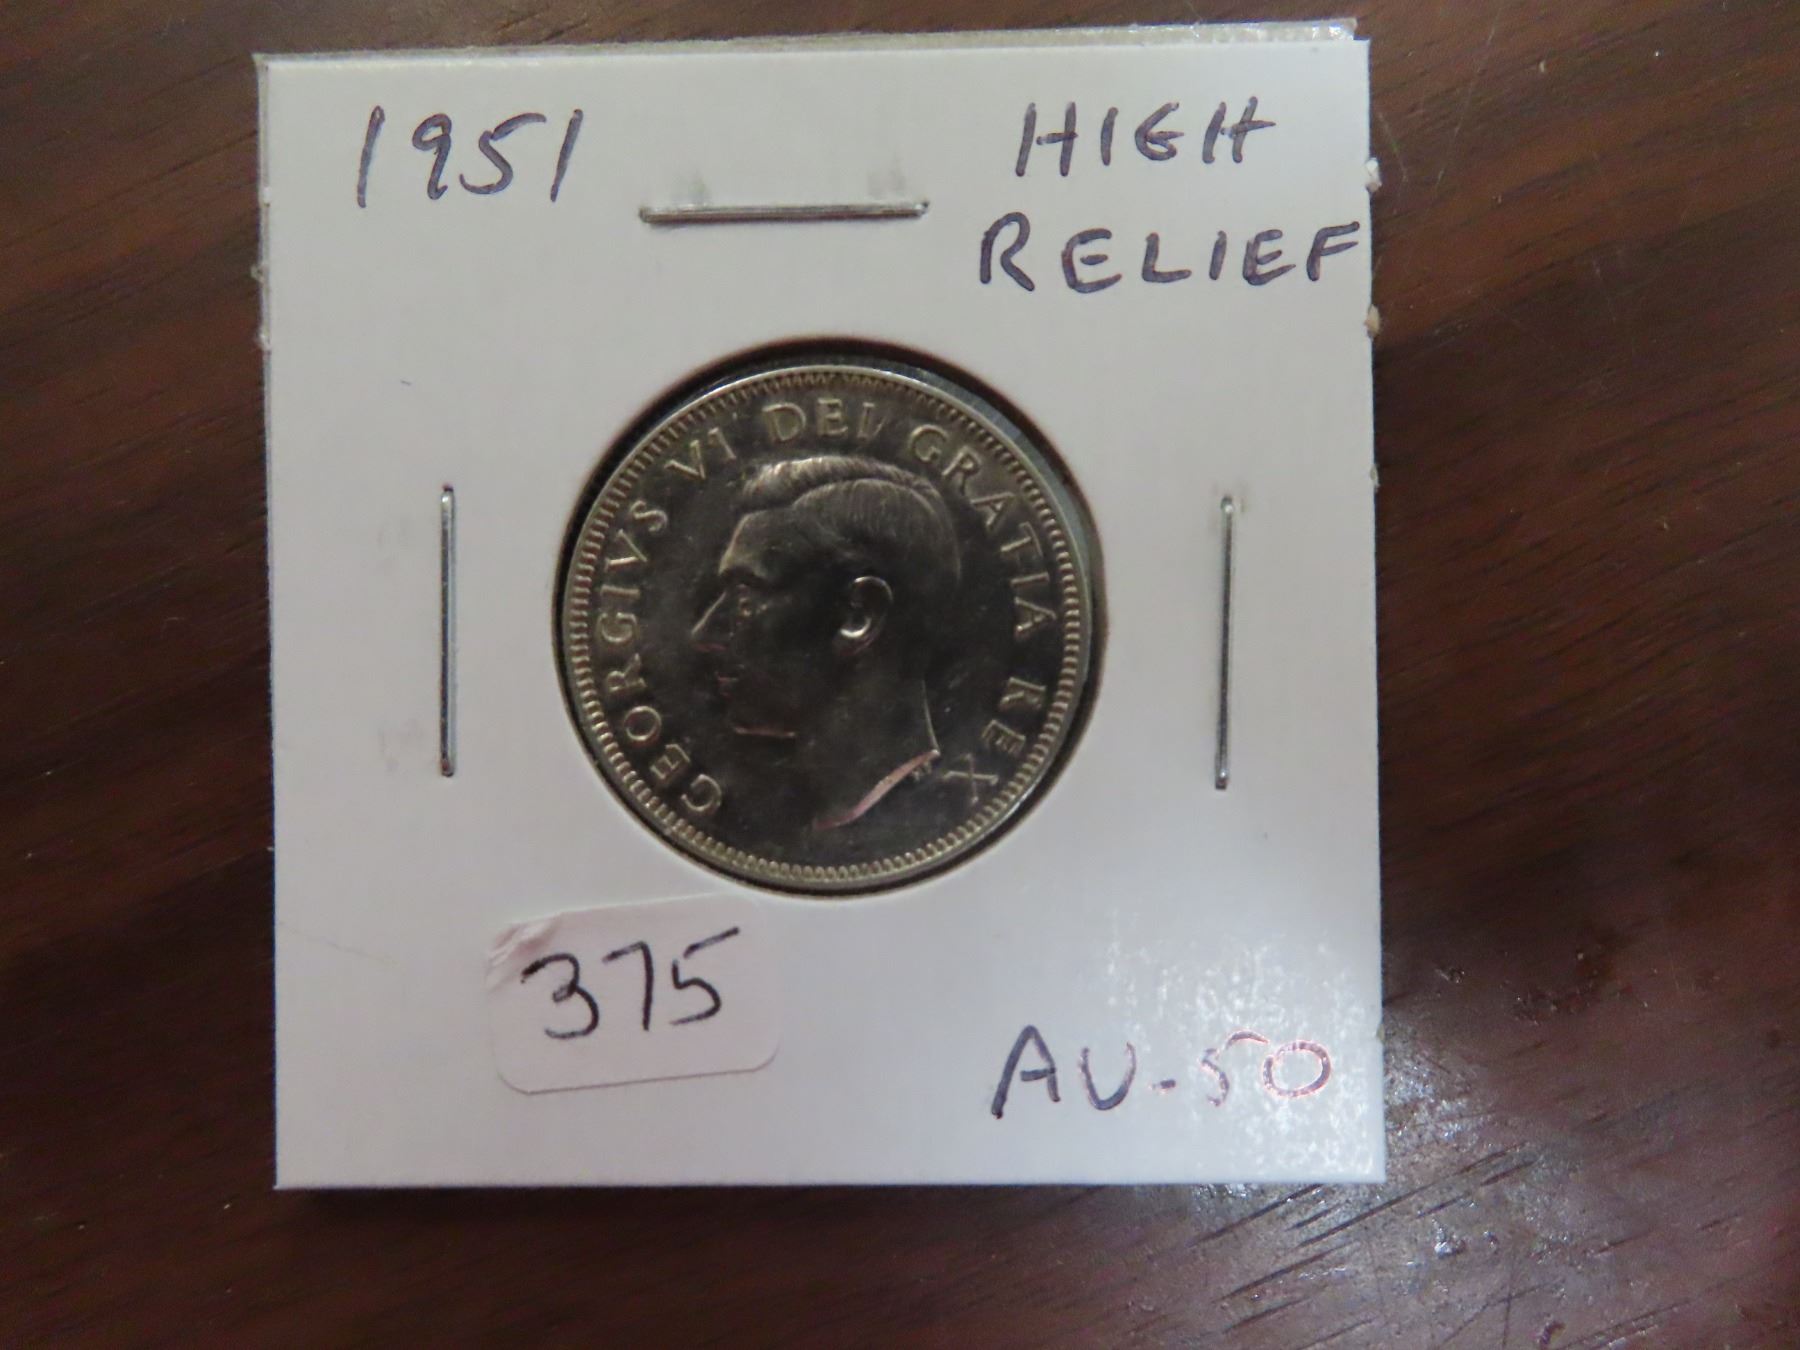 1951
HIGH
RELIEF
GEORGIVS VI DEI GRATIA REX
375
AU-50